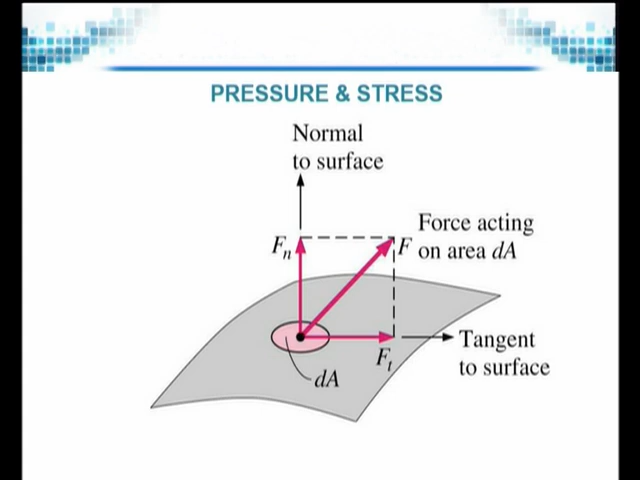 PRESSURE & STRESS
Normal
to surface
Fn
F
Force acting
on area dA
Ft
Tangent
to surface
dA